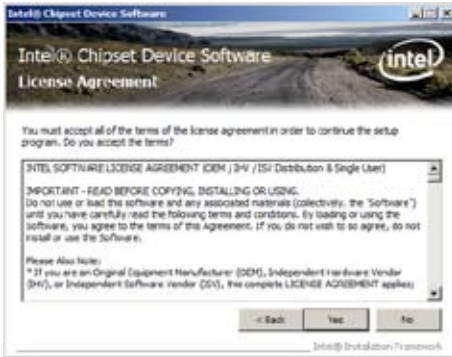 Intel® Chipset Device Software
Intel® Chipset Device Software
License Agreement
intel
You must accept all of the terms of the license agreement in order to continue the setup
program. Do you accept the terms?
INTEL SOFTWARE LICENSE AGREEMENT (OEM / IHV / ISV Distribution & Single User)
IMPORTANT - READ BEFORE COPYING, INSTALLING OR USING.
Do not use or load this software and any associated materials (collectively, the "Software")
until you have carefully read the following terms and conditions. By loading or using the
Software, you agree to the terms of this Agreement. If you do not wish to so agree, do not
install or use the Software.
Please Also Note:
* If you are an Original Equipment Manufacturer (OEM), Independent Hardware Vendor
(IHV), or Independent Software Vendor (ISV), this complete LICENSE AGREEMENT applies;
< Back
Yes
No
Intel® Installation Framework